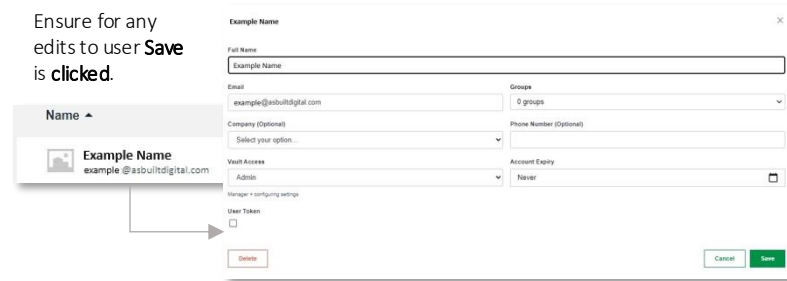 Ensure for any
edits to user Save
is clicked.
Name
Example Name
example @asbuiltdigital.com
Example Name
Full Name
Example Name
Email
Groups
example@asbuiltdigital.com
0 groups
Company (Optional)
Phone Number (Optional)
Select your option...
Vault Access
Account Expiry
Admin
Never
Manager + configuring settings
User Token
Delete
Cancel
Save